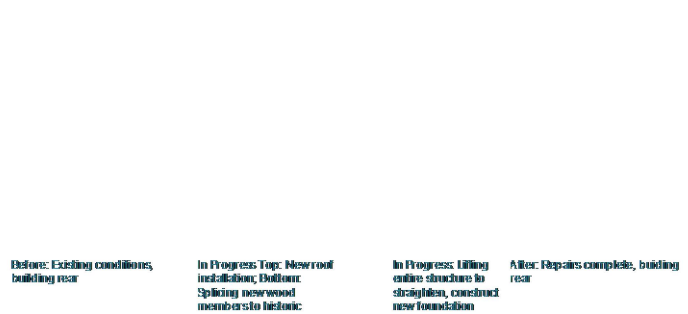 Before: Existing conditions,
building rear
In Progress Top: New roof
installation; Bottom:
Splicing new wood
members to historic
In Progress: Lifting
entire structure to
straighten, construct
new foundation
After: Repairs complete, buiding
rear